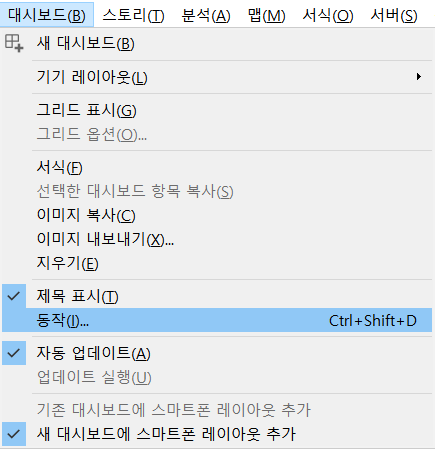 대시보드(B) 스토리(T) 분석(A) 맵(M) 서식(O) 서버(S)
새 대시보드(B)
기기 레이아웃(L)
그리드 표시(G)
그리드 옵션(O)...
서식(F)
선택한 대시보드 항목 복사(S)
이미지 복사(C)
이미지 내보내기(X)...
지우기(E)
제목 표시(T)
동작(I)... Ctrl+Shift+D
자동 업데이트(A)
업데이트 실행(U)
기존 대시보드에 스마트폰 레이아웃 추가
새 대시보드에 스마트폰 레이아웃 추가